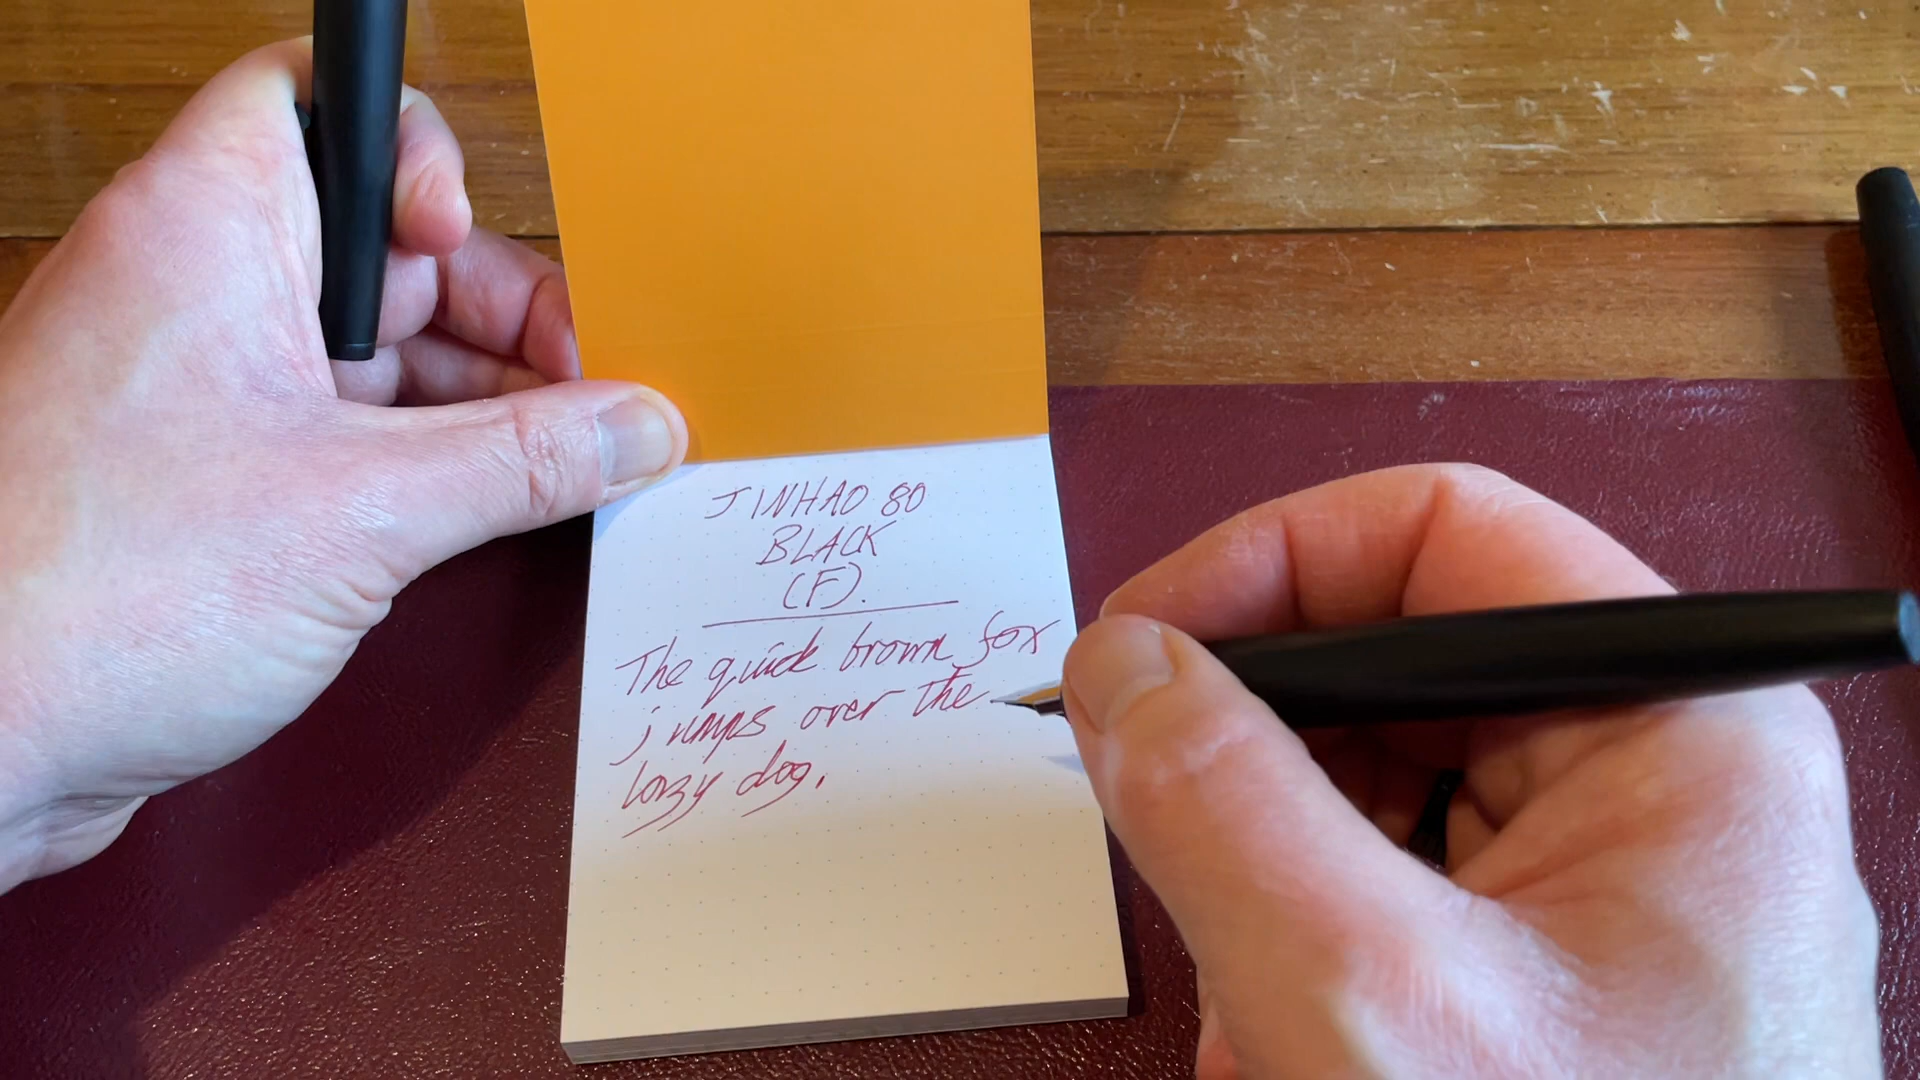 JINHAO 80
BLACK
(F).
The quick brown fox
jumps over the
lazy dog.